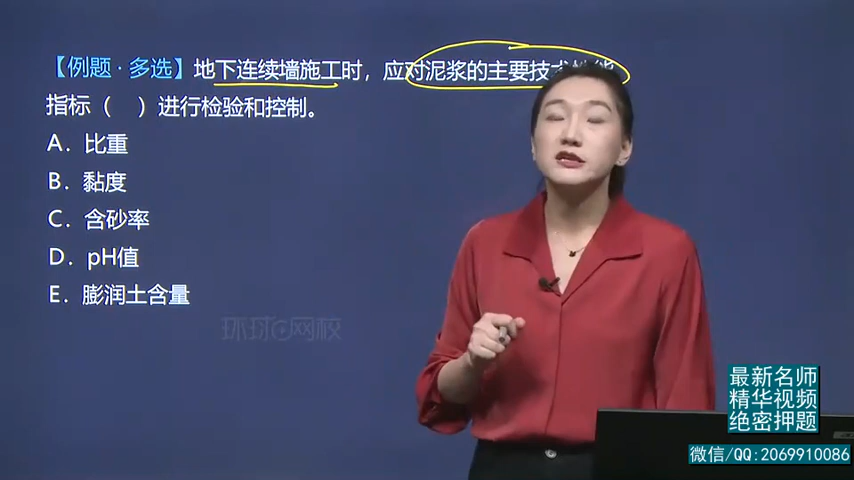 【例题·多选】地下连续墙施工时，应对泥浆的主要技术性能
指标（ ）进行检验和控制。
A．比重
B．黏度
C．含砂率
D．pH值
E．膨润土含量
环球网校
最新名师
精华视频
绝密押题
微信/QQ:2069910086